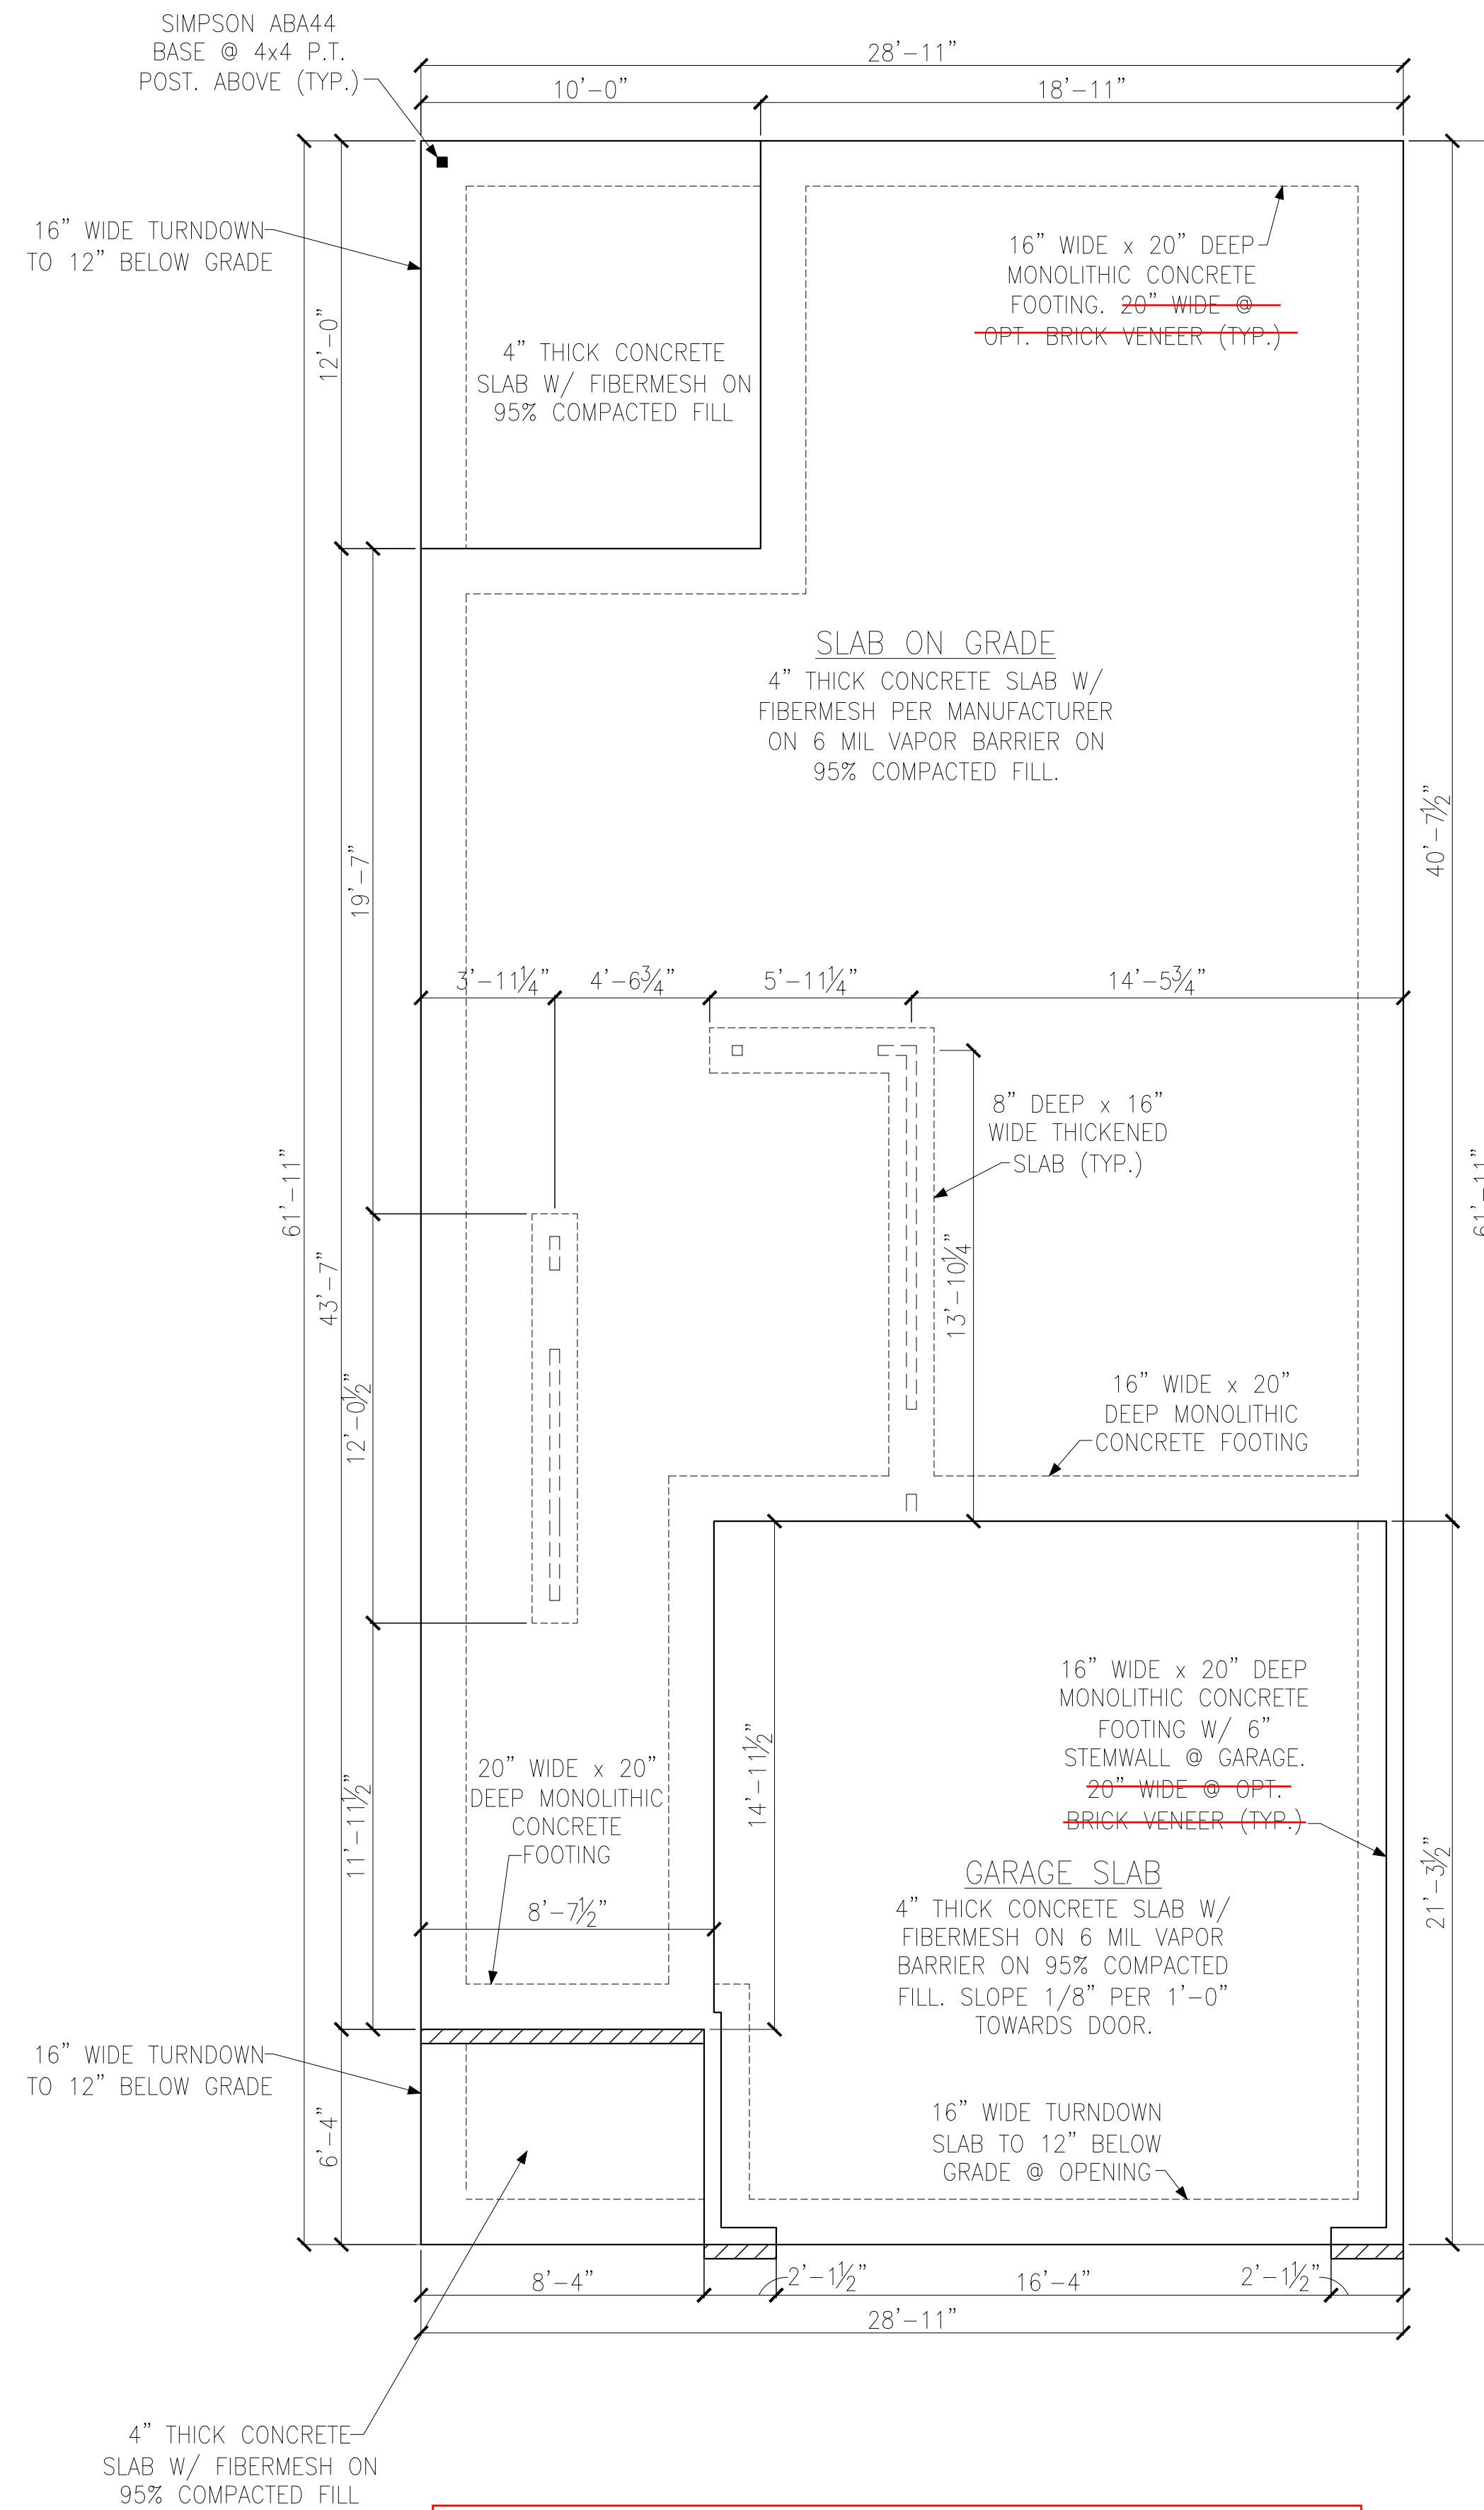 SIMPSON ABA44
BASE @ 4x4 P.T.
POST. ABOVE (TYP.)
28'-11"
10'-0"
18'-11"
16" WIDE TURNDOWN
TO 12" BELOW GRADE
12'-0"
4" THICK CONCRETE
SLAB W/ FIBERMESH ON
95% COMPACTED FILL
16" WIDE x 20" DEEP
MONOLITHIC CONCRETE
FOOTING. 20" WIDE @
OPT. BRICK VENEER (TYP.)
SLAB ON GRADE
4" THICK CONCRETE SLAB W/
FIBERMESH PER MANUFACTURER
ON 6 MIL VAPOR BARRIER ON
95% COMPACTED FILL.
19'-7"
40'-7½"
3'-11¼"
4'-6¾"
5'-11¼"
14'-5¾"
61'-11"
43'-7"
61'-11"
8" DEEP x 16"
WIDE THICKENED
SLAB (TYP.)
13'-10¼"
12'-0½"
16" WIDE x 20"
DEEP MONOLITHIC
CONCRETE FOOTING
16" WIDE x 20" DEEP
MONOLITHIC CONCRETE
FOOTING W/ 6"
STEMWALL @ GARAGE.
20" WIDE @ OPT.
BRICK VENEER (TYP.)
14'-11½"
11'-11½"
20" WIDE x 20"
DEEP MONOLITHIC
CONCRETE
FOOTING
8'-7½"
21'-3½"
GARAGE SLAB
4" THICK CONCRETE SLAB W/
FIBERMESH ON 6 MIL VAPOR
BARRIER ON 95% COMPACTED
FILL. SLOPE 1/8" PER 1'-0"
TOWARDS DOOR.
16" WIDE TURNDOWN
TO 12" BELOW GRADE
6'-4"
16" WIDE TURNDOWN
SLAB TO 12" BELOW
GRADE @ OPENING
8'-4"
2'-1½"
16'-4"
2'-1½"
28'-11"
4" THICK CONCRETE
SLAB W/ FIBERMESH ON
95% COMPACTED FILL